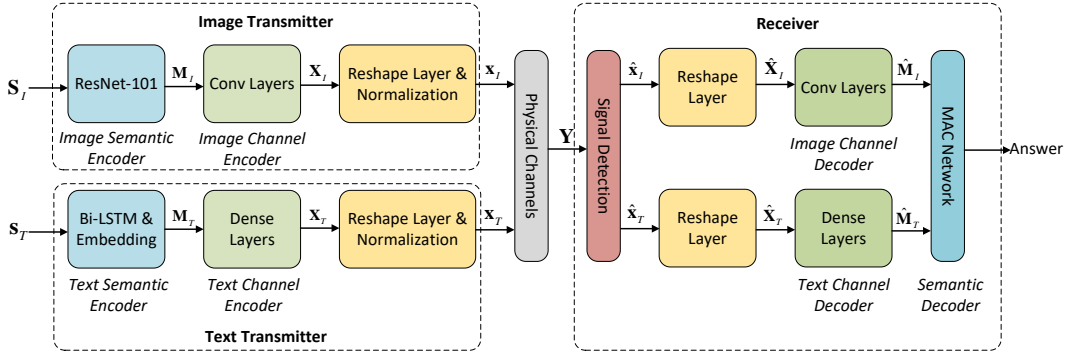 Image Transmitter
S_I
ResNet-101
M_I
Conv Layers
X_I
Reshape Layer &
Normalization
x_I
Image Semantic
Encoder
Image Channel
Encoder
s_T
Bi-LSTM &
Embedding
M_T
Dense
Layers
X_T
Reshape Layer &
Normalization
x_T
Text Semantic
Encoder
Text Channel
Encoder
Text Transmitter
Physical Channels
Y
Receiver
Signal Detection
x̂_I
Reshape
Layer
X̂_I
Conv Layers
M̂_I
Image Channel
Decoder
x̂_T
Reshape
Layer
X̂_T
Dense
Layers
M̂_T
Text Channel
Decoder
MAC Network
Semantic
Decoder
Answer